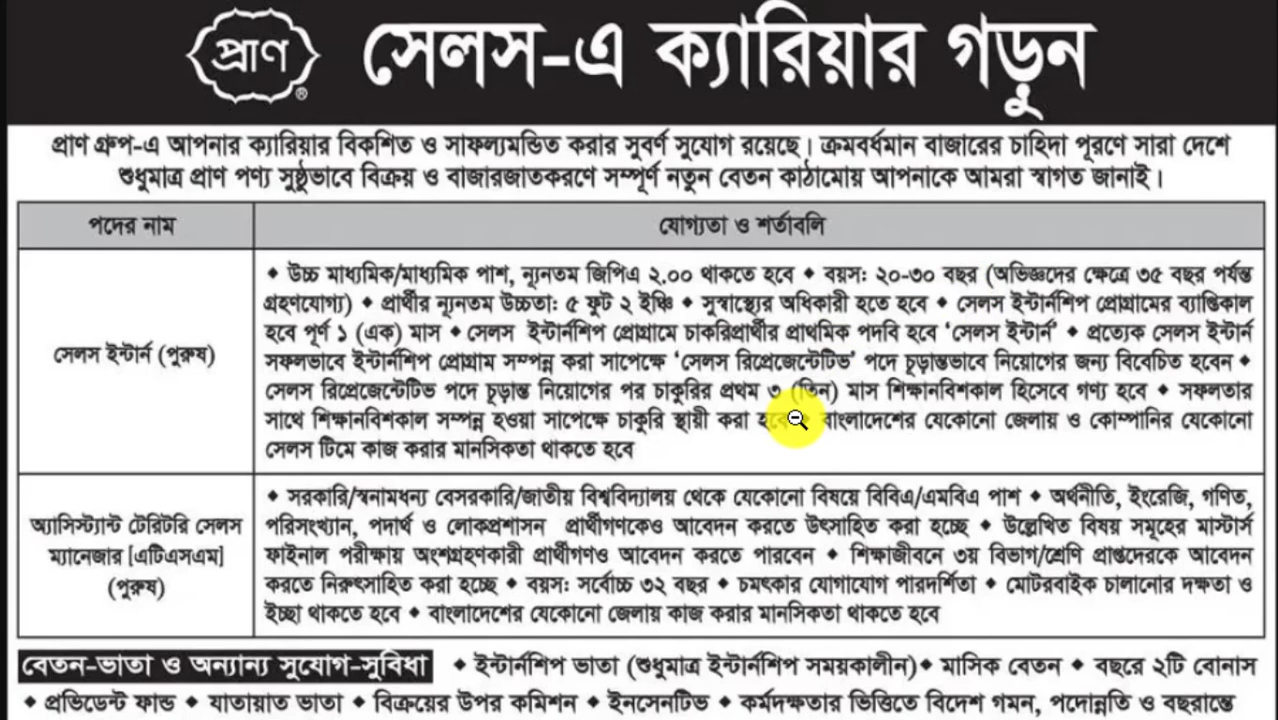 প্রাণ ®
সেলস-এ ক্যারিয়ার গড়ুন
প্রাণ গ্রুপ-এ আপনার ক্যারিয়ার বিকশিত ও সাফল্যমন্ডিত করার সুবর্ণ সুযোগ রয়েছে। ক্রমবর্ধমান বাজারের চাহিদা পূরণে সারা দেশে
শুধুমাত্র প্রাণ পণ্য সুষ্ঠুভাবে বিক্রয় ও বাজারজাতকরণে সম্পূর্ণ নতুন বেতন কাঠামোয় আপনাকে আমরা স্বাগত জানাই।
পদের নাম
যোগ্যতা ও শর্তাবলি
সেলস ইন্টার্ন (পুরুষ)
♦ উচ্চ মাধ্যমিক/মাধ্যমিক পাশ, ন্যূনতম জিপিএ ২.০০ থাকতে হবে ♦ বয়স: ২০-৩০ বছর (অভিজ্ঞদের ক্ষেত্রে ৩৫ বছর পর্যন্ত
গ্রহণযোগ্য) ♦ প্রার্থীর ন্যূনতম উচ্চতা: ৫ ফুট ২ ইঞ্চি ♦ সুস্বাস্থ্যের অধিকারী হতে হবে ♦ সেলস ইন্টার্নশিপ প্রোগ্রামের ব্যাপ্তিকাল
হবে পূর্ণ ১ (এক) মাস ♦ সেলস ইন্টার্নশিপ প্রোগ্রামে চাকরিপ্রার্থীর প্রাথমিক পদবি হবে ‘সেলস ইন্টার্ন’ ♦ প্রত্যেক সেলস ইন্টার্ন
সফলভাবে ইন্টার্নশিপ প্রোগ্রাম সম্পন্ন করা সাপেক্ষে ‘সেলস রিপ্রেজেন্টেটিভ’ পদে চূড়ান্তভাবে নিয়োগের জন্য বিবেচিত হবেন ♦
সেলস রিপ্রেজেন্টেটিভ পদে চূড়ান্ত নিয়োগের পর চাকুরির প্রথম ৩ (তিন) মাস শিক্ষানবিশকাল হিসেবে গণ্য হবে ♦ সফলতার
সাথে শিক্ষানবিশকাল সম্পন্ন হওয়া সাপেক্ষে চাকুরি স্থায়ী করা হবে ♦ বাংলাদেশের যেকোনো জেলায় ও কোম্পানির যেকোনো
সেলস টিমে কাজ করার মানসিকতা থাকতে হবে
অ্যাসিস্ট্যান্ট টেরিটরি সেলস
ম্যানেজার [এটিএসএম]
(পুরুষ)
♦ সরকারি/স্বনামধন্য বেসরকারি/জাতীয় বিশ্ববিদ্যালয় থেকে যেকোনো বিষয়ে বিবিএ/এমবিএ পাশ ♦ অর্থনীতি, ইংরেজি, গণিত,
পরিসংখ্যান, পদার্থ ও লোকপ্রশাসন প্রার্থীগণকেও আবেদন করতে উৎসাহিত করা হচ্ছে ♦ উল্লেখিত বিষয় সমূহের মাস্টার্স
ফাইনাল পরীক্ষায় অংশগ্রহণকারী প্রার্থীগণও আবেদন করতে পারবেন ♦ শিক্ষাজীবনে ৩য় বিভাগ/শ্রেণি প্রাপ্তদেরকে আবেদন
করতে নিরুৎসাহিত করা হচ্ছে ♦ বয়স: সর্বোচ্চ ৩২ বছর ♦ চমৎকার যোগাযোগ পারদর্শিতা ♦ মোটরবাইক চালানোর দক্ষতা ও
ইচ্ছা থাকতে হবে ♦ বাংলাদেশের যেকোনো জেলায় কাজ করার মানসিকতা থাকতে হবে
বেতন-ভাতা ও অন্যান্য সুযোগ-সুবিধা ♦ ইন্টার্নশিপ ভাতা (শুধুমাত্র ইন্টার্নশিপ সময়কালীন)♦ মাসিক বেতন ♦ বছরে ২টি বোনাস
♦ প্রভিডেন্ট ফান্ড ♦ যাতায়াত ভাতা ♦ বিক্রয়ের উপর কমিশন ♦ ইনসেনটিভ ♦ কর্মদক্ষতার ভিত্তিতে বিদেশ গমন, পদোন্নতি ও বছরান্তে